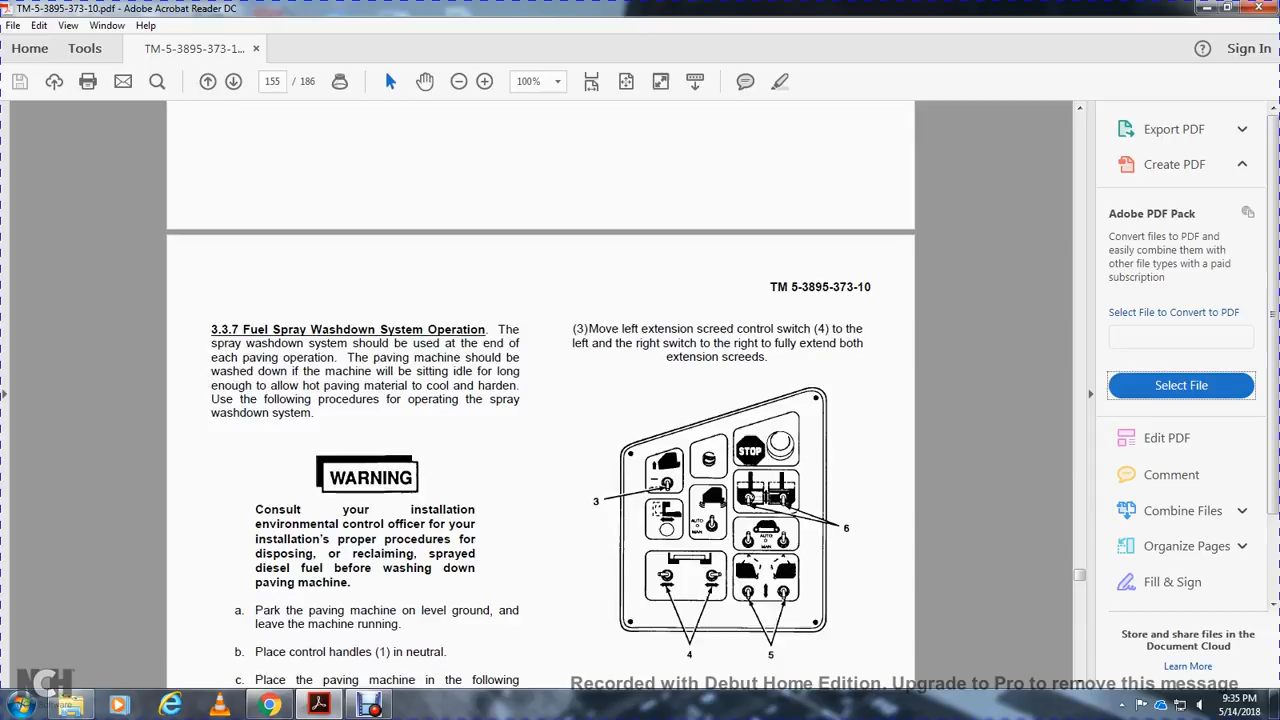 TM-5-3895-373-10.pdf - Adobe Acrobat Reader DC
File Edit View Window Help
Home Tools TM-5-3895-373-1... × Sign In
155 / 186 100%
Export PDF
Create PDF
Adobe PDF Pack
Convert files to PDF and
easily combine them with
other file types with a paid
subscription
Select File to Convert to PDF
Select File
Edit PDF
Comment
Combine Files
Organize Pages
Fill & Sign
Store and share files in the
Document Cloud
Learn More
TM 5-3895-373-10
3.3.7 Fuel Spray Washdown System Operation. The
spray washdown system should be used at the end of
each paving operation. The paving machine should be
washed down if the machine will be sitting idle for long
enough to allow hot paving material to cool and harden.
Use the following procedures for operating the spray
washdown system.
WARNING
Consult your installation
environmental control officer for your
installation's proper procedures for
disposing, or reclaiming, sprayed
diesel fuel before washing down
paving machine.
a. Park the paving machine on level ground, and
leave the machine running.
b. Place control handles (1) in neutral.
c. Place the paving machine in the following
(3)Move left extension screed control switch (4) to the
left and the right switch to the right to fully extend both
extension screeds.
STOP
3
AUTO
MAN
AUTO
MAN
6
4
5
NCH
Software
Recorded with Debut Home Edition. Upgrade to Pro to remove this message
9:35 PM
5/14/2018